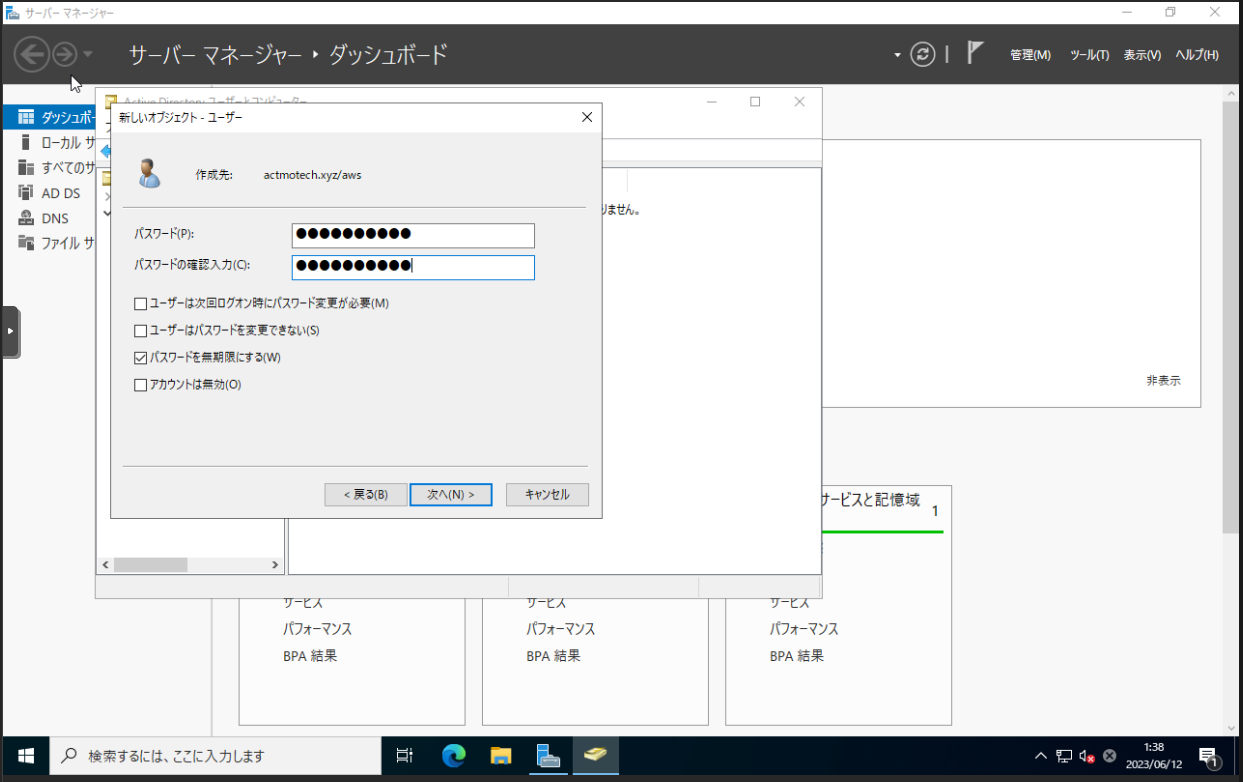 サーバー マネージャー
サーバー マネージャー ‣ ダッシュボード
管理(M) ツール(T) 表示(V) ヘルプ(H)
Active Directory ユーザーとコンピューター
ダッシュボー
ローカル サ
すべてのサ
AD DS
DNS
ファイル サ
新しいオブジェクト - ユーザー
作成先: actmotech.xyz/aws
パスワード(P): ●●●●●●●●●●
パスワードの確認入力(C): ●●●●●●●●●●
ユーザーは次回ログオン時にパスワード変更が必要(M)
ユーザーはパスワードを変更できない(S)
パスワードを無期限にする(W)
アカウントは無効(O)
< 戻る(B) 次へ(N) > キャンセル
りません。
非表示
サービスと記憶域 1
サービス
パフォーマンス
BPA 結果
サービス
パフォーマンス
BPA 結果
サービス
パフォーマンス
BPA 結果
検索するには、ここに入力します
1:38
2023/06/12
1